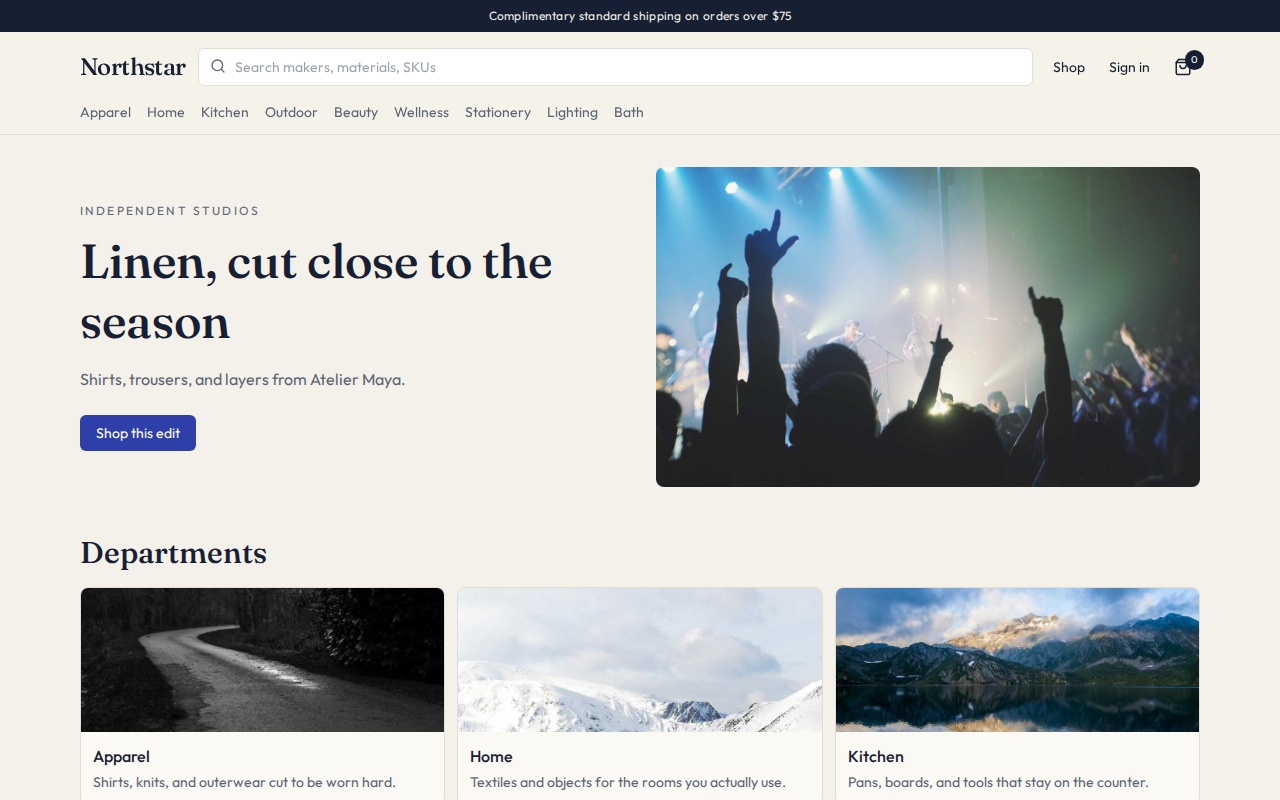 Complimentary standard shipping on orders over $75
Northstar
Search makers, materials, SKUs
Shop
Sign in
0
Apparel Home Kitchen Outdoor Beauty Wellness Stationery Lighting Bath
INDEPENDENT STUDIOS
Linen, cut close to the
season
Shirts, trousers, and layers from Atelier Maya.
Shop this edit
Departments
Apparel
Shirts, knits, and outerwear cut to be worn hard.
Home
Textiles and objects for the rooms you actually use.
Kitchen
Pans, boards, and tools that stay on the counter.